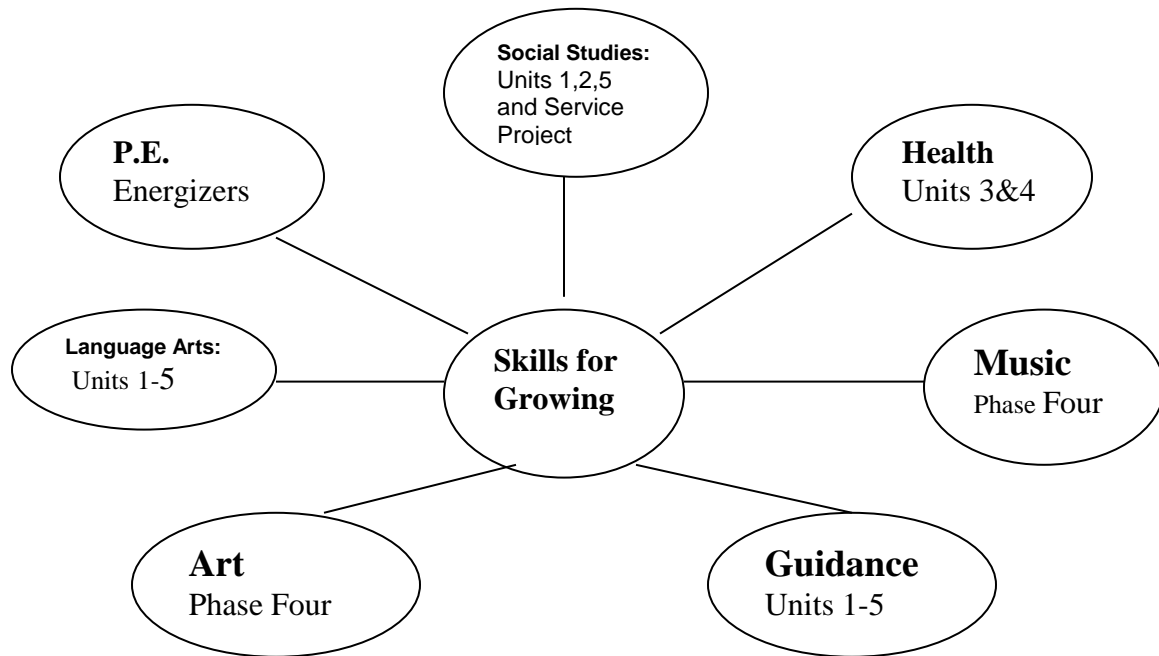 Social Studies:
Units 1,2,5
and Service
Project
P.E.
Energizers
Health
Units 3&4
Language Arts:
Units 1-5
Skills for
Growing
Music
Phase Four
Art
Phase Four
Guidance
Units 1-5